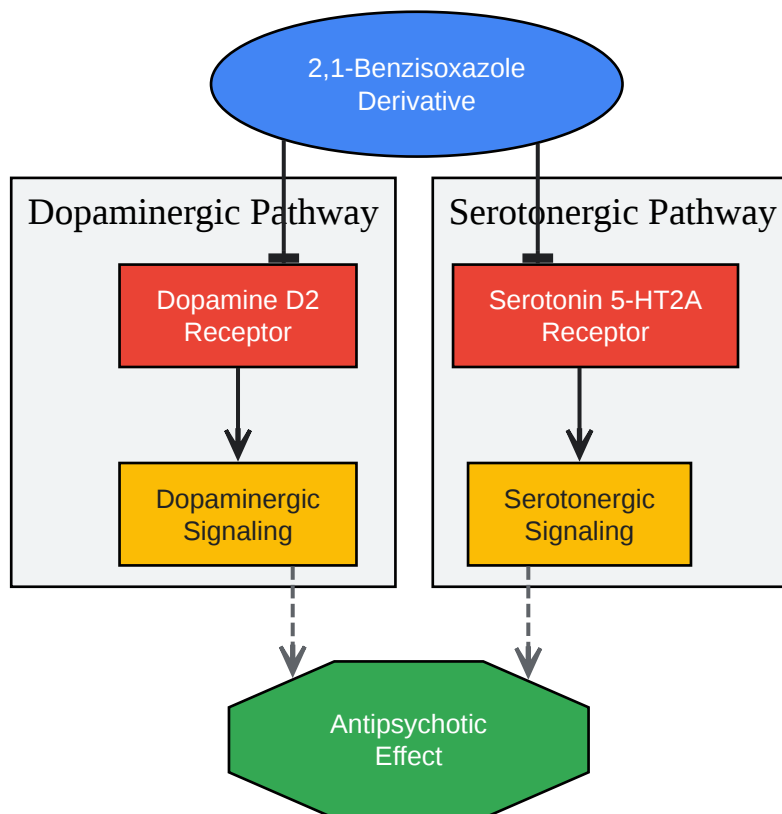 2,1-Benzisoxazole
Derivative
Dopaminergic Pathway
Serotonergic Pathway
Dopamine D2
Receptor
Serotonin 5-HT2A
Receptor
Dopaminergic
Signaling
Serotonergic
Signaling
Antipsychotic
Effect